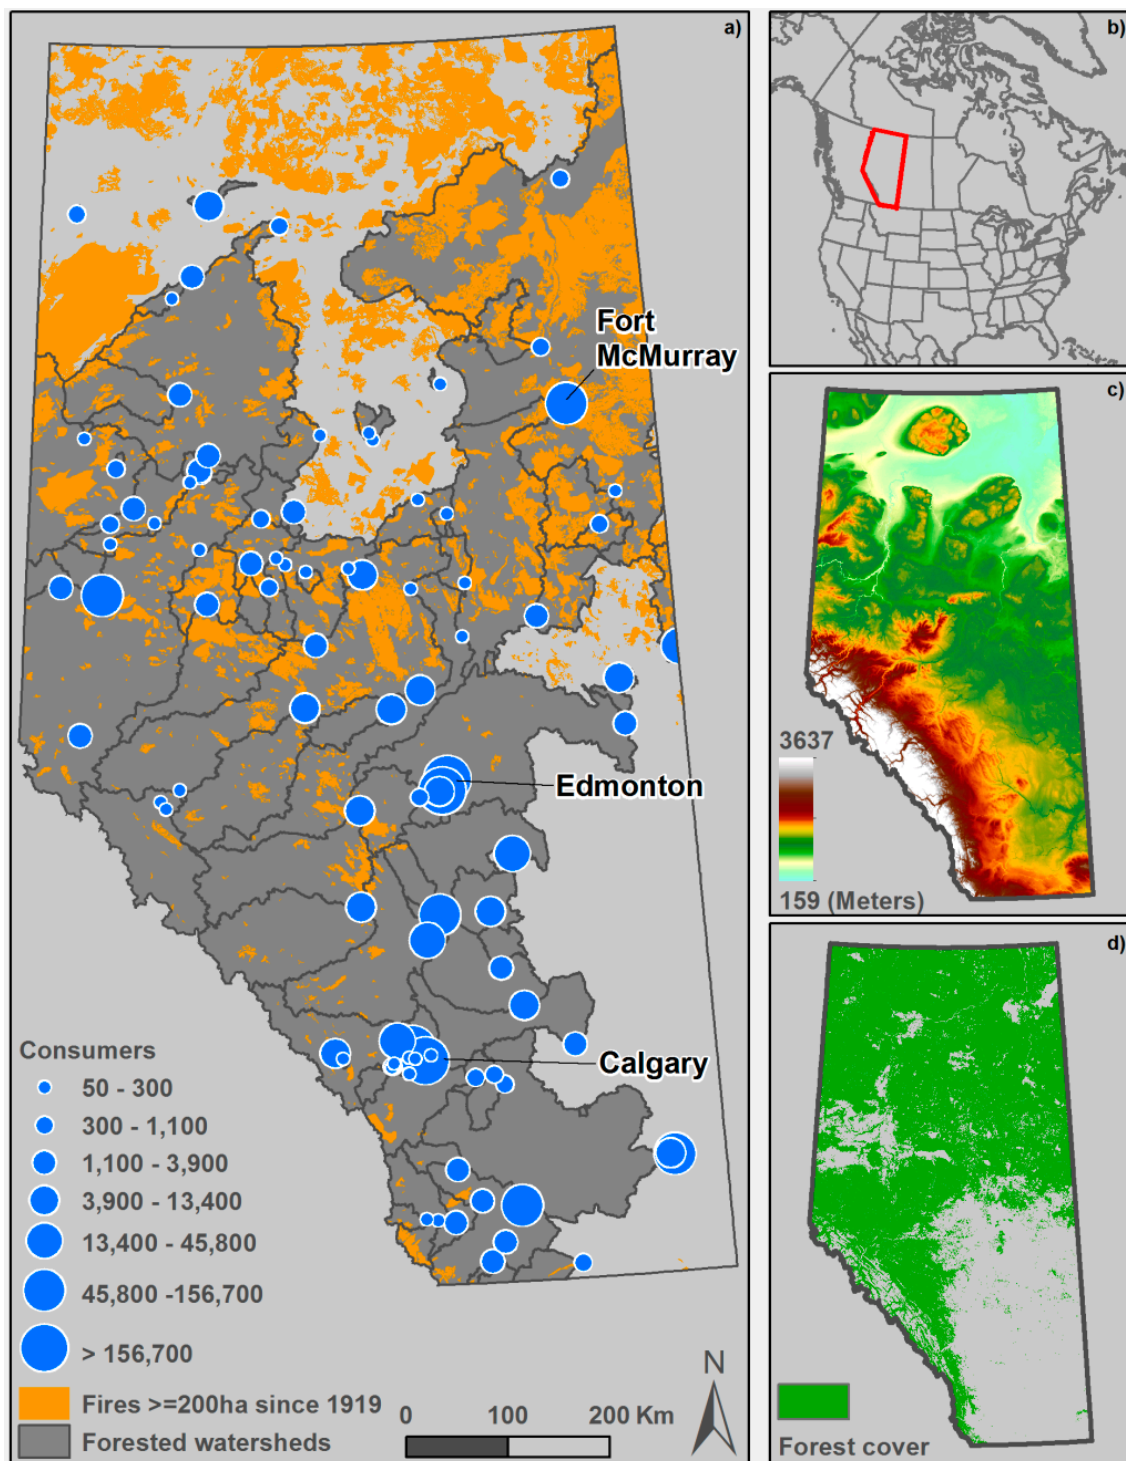 a)
Fort
McMurray
Edmonton
Calgary
Consumers
50 - 300
300 - 1,100
1,100 - 3,900
3,900 - 13,400
13,400 - 45,800
45,800 -156,700
> 156,700
Fires >=200ha since 1919
Forested watersheds
0 100 200 Km
N
b)
c)
3637
159 (Meters)
d)
Forest cover